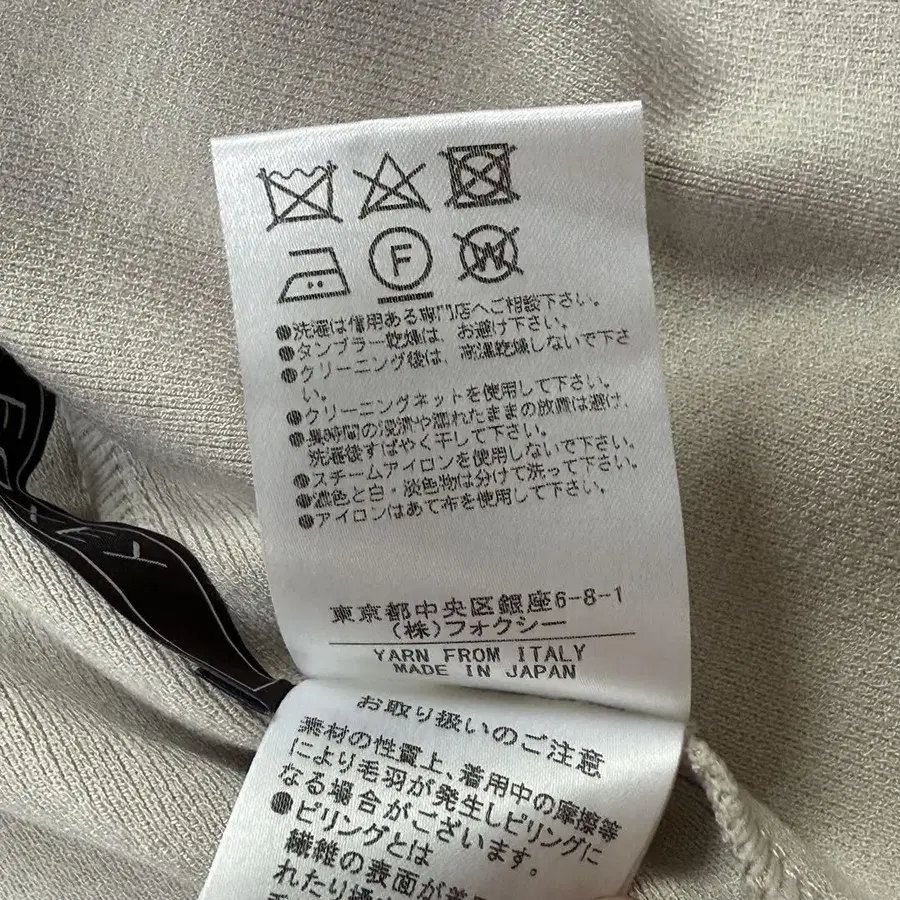 F
W
●洗濯は信用ある専門店へご相談下さい。
●タンブラー乾燥は、お避け下さい。
●クリーニング後は、高温乾燥しないで下さ
い。
●クリーニングネットを使用して下さい。
●長時間の浸漬や濡れたままの放置は避け、
洗濯後すばやく干して下さい。
●スチームアイロンを使用しないで下さい。
●濃色と白・淡色物は分けて洗って下さい。
●アイロンはあて布を使用して下さい。
東京都中央区銀座6-8-1
(株)フォクシー
YARN FROM ITALY
MADE IN JAPAN
お取り扱いのご注意
素材の性質上、着用中の摩擦等
により毛羽が発生しピリングに
なる場合がございます。
●ピリングとは
繊維の表面が着
れたり